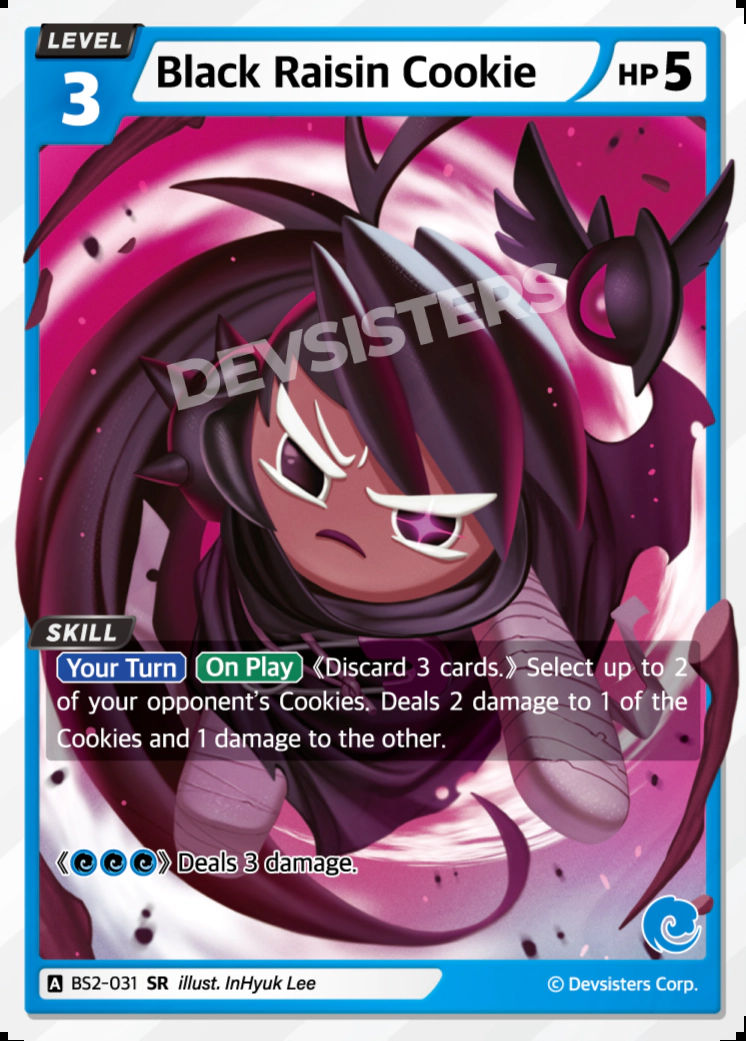 LEVEL
3
Black Raisin Cookie
HP 5
DEVSISTERS
SKILL
Your Turn On Play 《Discard 3 cards.》 Select up to 2
of your opponent's Cookies. Deals 2 damage to 1 of the
Cookies and 1 damage to the other.
《》 Deals 3 damage.
A BS2-031 SR illust. InHyuk Lee
© Devsisters Corp.